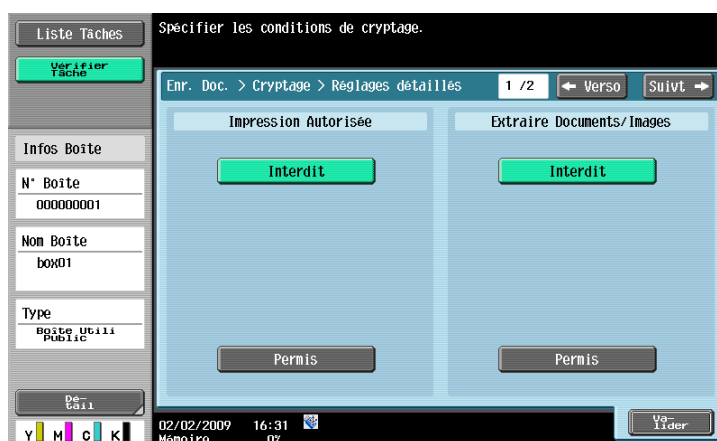 Liste Tâches
Vérifier
Tâche
Spécifier les conditions de cryptage.
Enr. Doc. > Cryptage > Réglages détaillés
1 /2
← Verso
Suivt →
Impression Autorisée
Extraire Documents/Images
Interdit
Interdit
Permis
Permis
Infos Boîte
N° Boîte
000000001
Nom Boîte
box01
Type
Boîte Utili
Public
Dé-
tail
Y M C K
02/02/2009 16:31
Mémoire 0%
Va-
lider